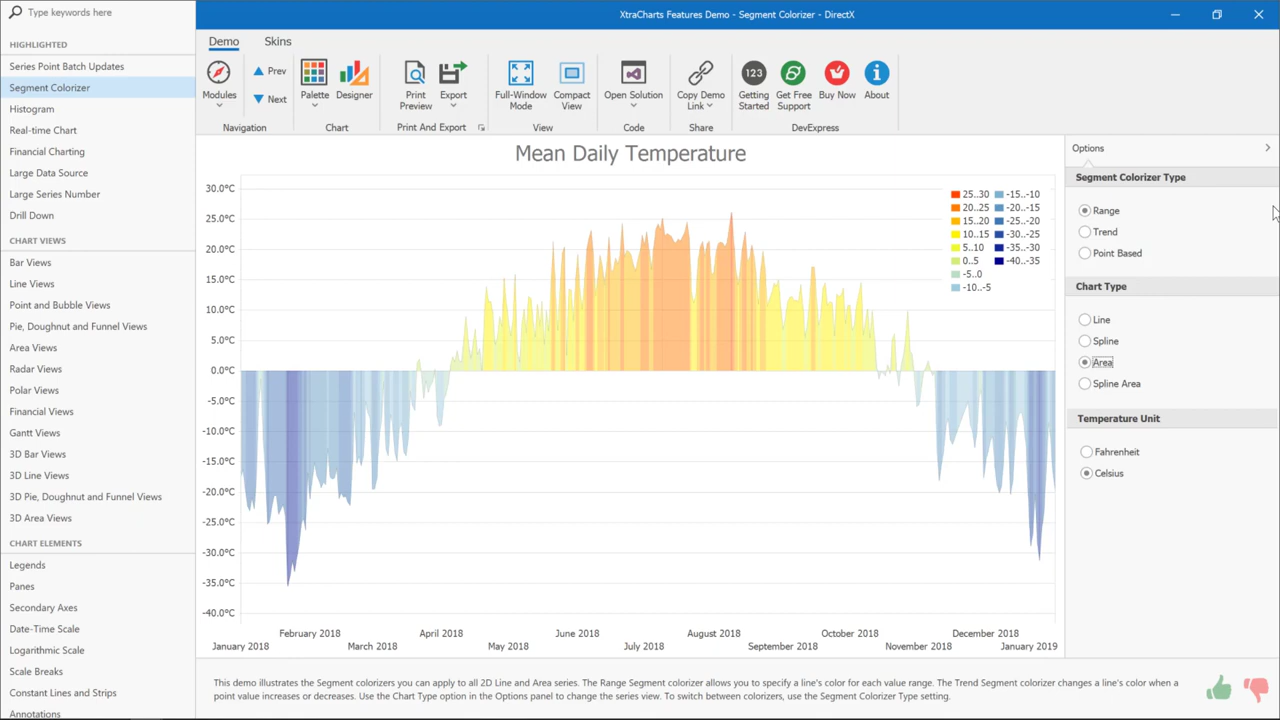 Type keywords here
XtraCharts Features Demo - Segment Colorizer - DirectX
Demo
Skins
Modules
Prev
Next
Palette
Designer
Print
Preview
Export
Full-Window
Mode
Compact
View
Open Solution
Copy Demo
Link
123
Getting
Started
Get Free
Support
Buy Now
About
Navigation
Chart
Print And Export
View
Code
Share
DevExpress
HIGHLIGHTED
Series Point Batch Updates
Segment Colorizer
Histogram
Real-time Chart
Financial Charting
Large Data Source
Large Series Number
Drill Down
CHART VIEWS
Bar Views
Line Views
Point and Bubble Views
Pie, Doughnut and Funnel Views
Area Views
Radar Views
Polar Views
Financial Views
Gantt Views
3D Bar Views
3D Line Views
3D Pie, Doughnut and Funnel Views
3D Area Views
CHART ELEMENTS
Legends
Panes
Secondary Axes
Date-Time Scale
Logarithmic Scale
Scale Breaks
Constant Lines and Strips
Annotations
Mean Daily Temperature
30.0°C
25.0°C
20.0°C
15.0°C
10.0°C
5.0°C
0.0°C
-5.0°C
-10.0°C
-15.0°C
-20.0°C
-25.0°C
-30.0°C
-35.0°C
-40.0°C
25..30
20..25
15..20
10..15
5..10
0..5
-5..0
-10..-5
-15..-10
-20..-15
-25..-20
-30..-25
-35..-30
-40..-35
January 2018
February 2018
March 2018
April 2018
May 2018
June 2018
July 2018
August 2018
September 2018
October 2018
November 2018
December 2018
January 2019
Options
Segment Colorizer Type
Range
Trend
Point Based
Chart Type
Line
Spline
Area
Spline Area
Temperature Unit
Fahrenheit
Celsius
This demo illustrates the Segment colorizers you can apply to all 2D Line and Area series. The Range Segment colorizer allows you to specify a line's color for each value range. The Trend Segment colorizer changes a line's color when a
point value increases or decreases. Use the Chart Type option in the Options panel to change the series view. To switch between colorizers, use the Segment Colorizer Type setting.